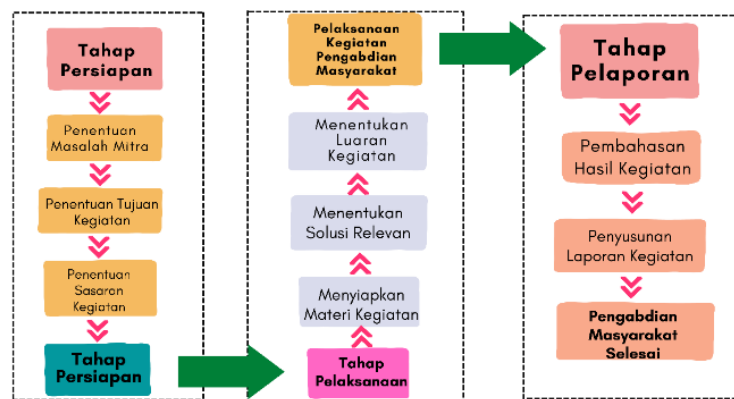 Tahap
Persiapan
Penentuan
Masalah Mitra
Penentuan Tujuan
Kegiatan
Penentuan
Sasaran
Kegiatan
Tahap
Persiapan
Pelaksanaan
Kegiatan
Pengabdian
Masyarakat
Menentukan
Luaran
Kegiatan
Menentukan
Solusi Relevan
Menyiapkan
Materi Kegiatan
Tahap
Pelaksanaan
Tahap
Pelaporan
Pembahasan
Hasil Kegiatan
Penyusunan
Laporan Kegiatan
Pengabdian
Masyarakat
Selesai